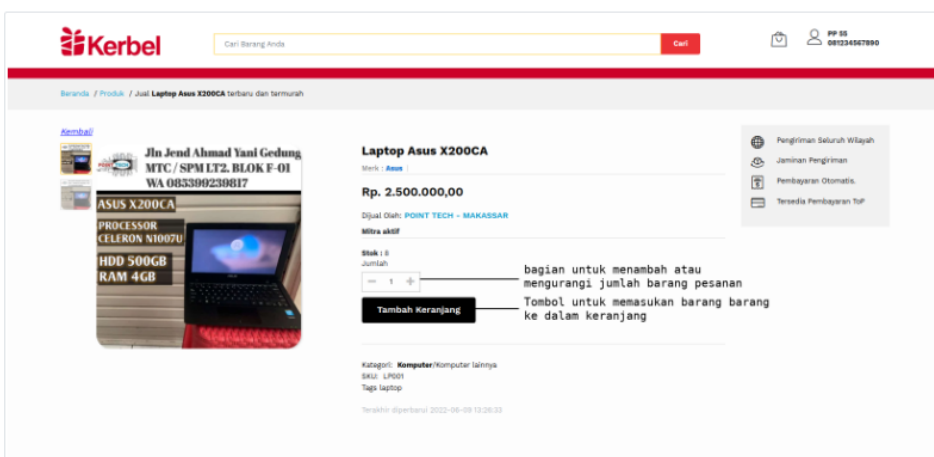 Kerbel
Cari Barang Anda
Cari
PP 55
081234567890
Beranda / Produk / Jual Laptop Asus X200CA terbaru dan termurah
Kembali
Jln Jend Ahmad Yani Gedung
MTC / SPM LT2. BLOK F-01
WA 085399239817
ASUS X200CA
PROCESSOR
CELERON N1007U
HDD 500GB
RAM 4GB
Laptop Asus X200CA
Merk : Asus
Rp. 2.500.000,00
Dijual Oleh: POINT TECH - MAKASSAR
Mitra aktif
Stok : 8
Jumlah
1
bagian untuk menambah atau
mengurangi jumlah barang pesanan
Tambah Keranjang
Tombol untuk memasukan barang barang
ke dalam keranjang
Kategori: Komputer/Komputer lainnya
SKU: LP001
Tags laptop
Terakhir diperbarui 2022-06-09 13:26:33
Pengiriman Seluruh Wilayah
Jaminan Pengiriman
Pembayaran Otomatis.
Tersedia Pembayaran ToP